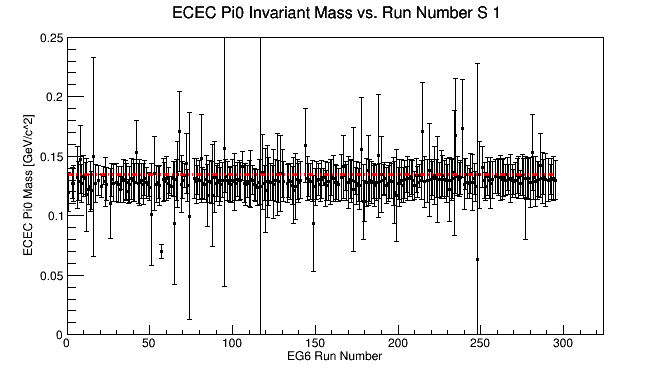 ECEC Pi0 Invariant Mass vs. Run Number S 1
ECEC Pi0 Mass [GeV/c^2]
0.25
0.2
0.15
0.1
0.05
0
0 50 100 150 200 250 300
EG6 Run Number